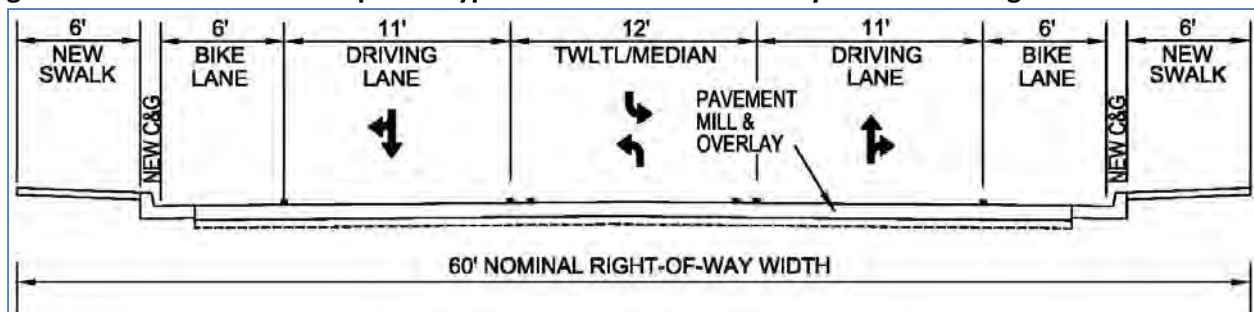 6'
NEW
SWALK
NEW C&G
6'
BIKE
LANE
11'
DRIVING
LANE
12'
TWLTL/MEDIAN
PAVEMENT
MILL &
OVERLAY
11'
DRIVING
LANE
6'
BIKE
LANE
NEW C&G
6'
NEW
SWALK
60' NOMINAL RIGHT-OF-WAY WIDTH